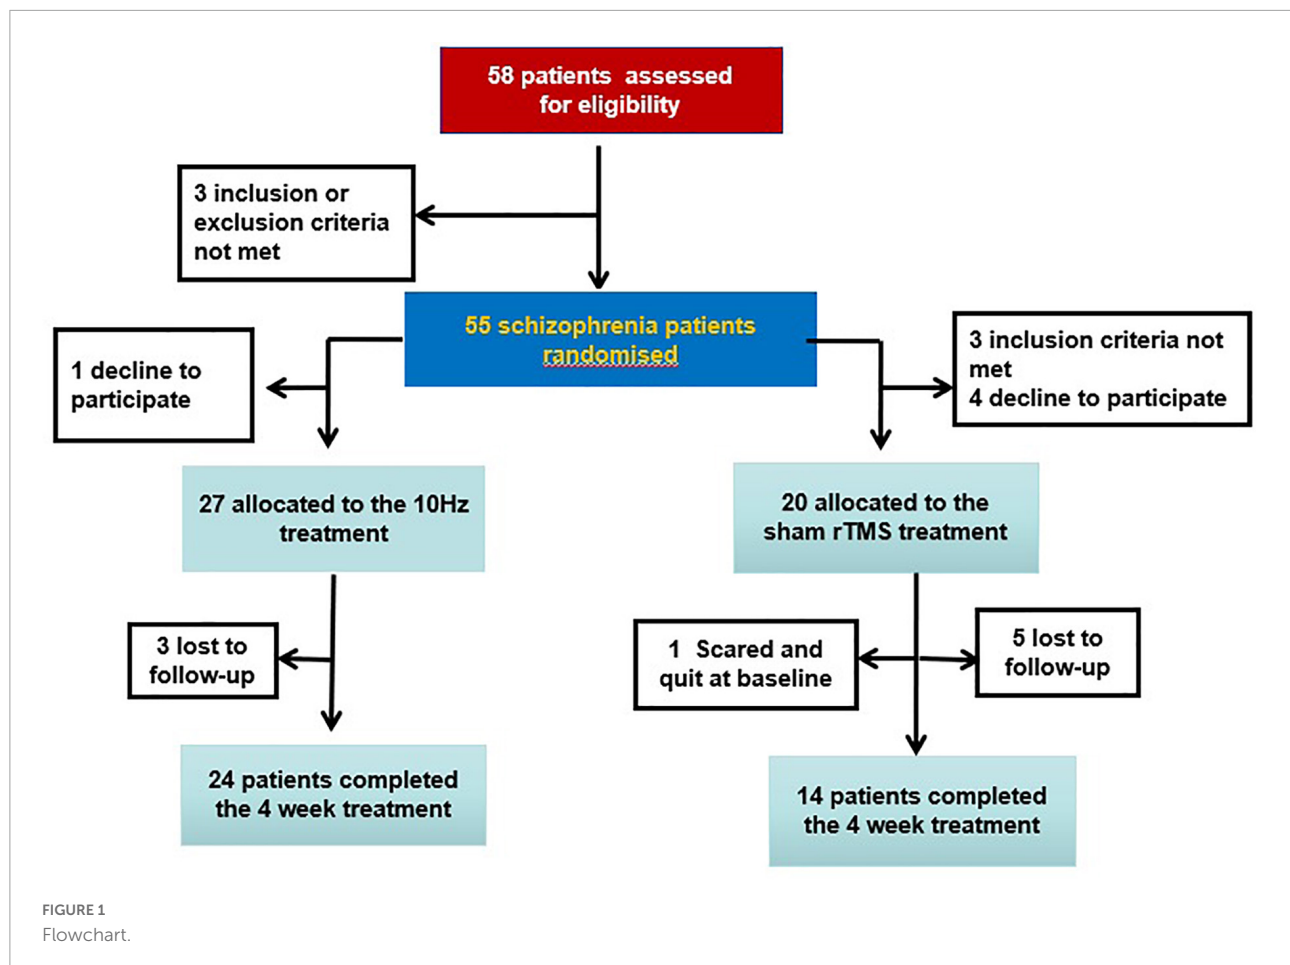 58 patients assessed
for eligibility
3 inclusion or
exclusion criteria
not met
55 schizophrenia patients
randomised
1 decline to
participate
3 inclusion criteria not
met
4 decline to participate
27 allocated to the 10Hz
treatment
20 allocated to the
sham rTMS treatment
3 lost to
follow-up
1 Scared and
quit at baseline
5 lost to
follow-up
24 patients completed
the 4 week treatment
14 patients completed
the 4 week treatment
FIGURE 1
Flowchart.